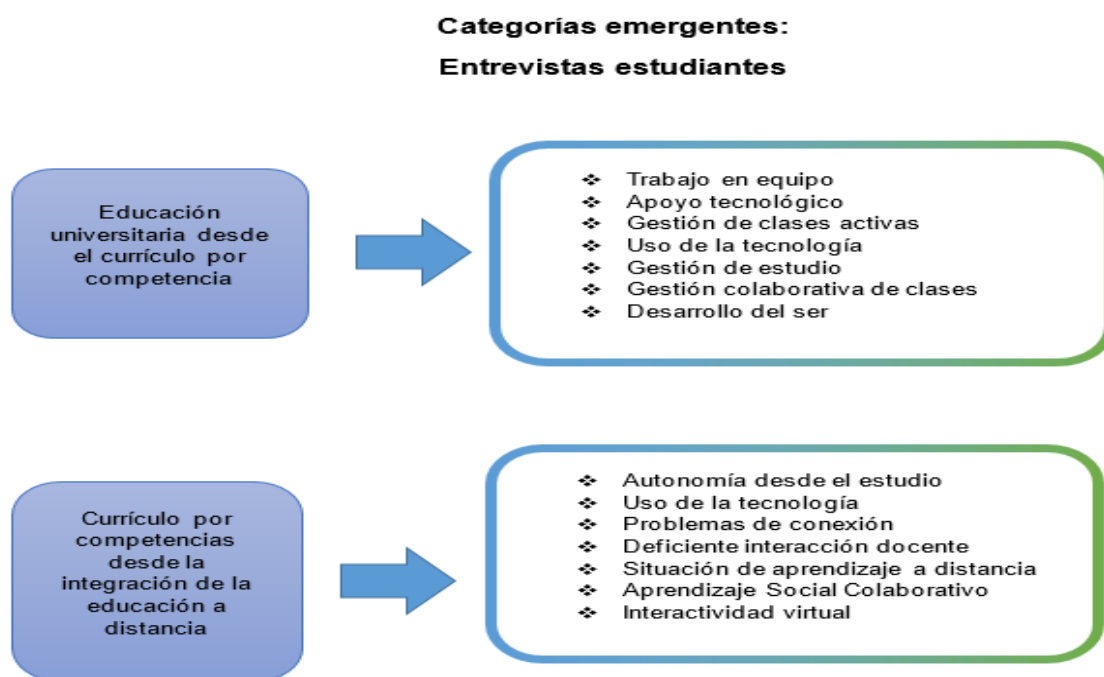 Categorías emergentes:
Entrevistas estudiantes
Educación
universitaria desde
el currículo por
competencia
❖ Trabajo en equipo
❖ Apoyo tecnológico
❖ Gestión de clases activas
❖ Uso de la tecnología
❖ Gestión de estudio
❖ Gestión colaborativa de clases
❖ Desarrollo del ser
Currículo por
competencias
desde la
integración de la
educación a
distancia
❖ Autonomía desde el estudio
❖ Uso de la tecnología
❖ Problemas de conexión
❖ Deficiente interacción docente
❖ Situación de aprendizaje a distancia
❖ Aprendizaje Social Colaborativo
❖ Interactividad virtual